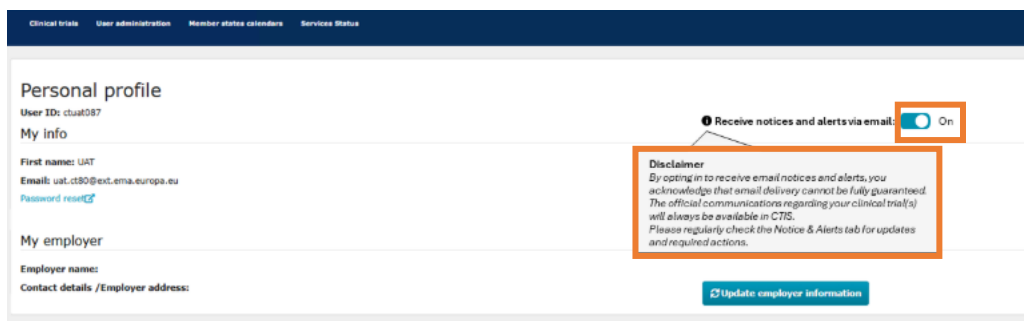 Clinical trials User administration Member states calendars Services Status
Personal profile
User ID: ctuat087
My info
Receive notices and alerts via email: On
First name: UAT
Email: uat.ct80@ext.ema.europa.eu
Password reset
Disclaimer
By opting in to receive email notices and alerts, you
acknowledge that email delivery cannot be fully guaranteed.
The official communications regarding your clinical trial(s)
will always be available in CTIS.
Please regularly check the Notice & Alerts tab for updates
and required actions.
My employer
Employer name:
Contact details /Employer address:
Update employer information